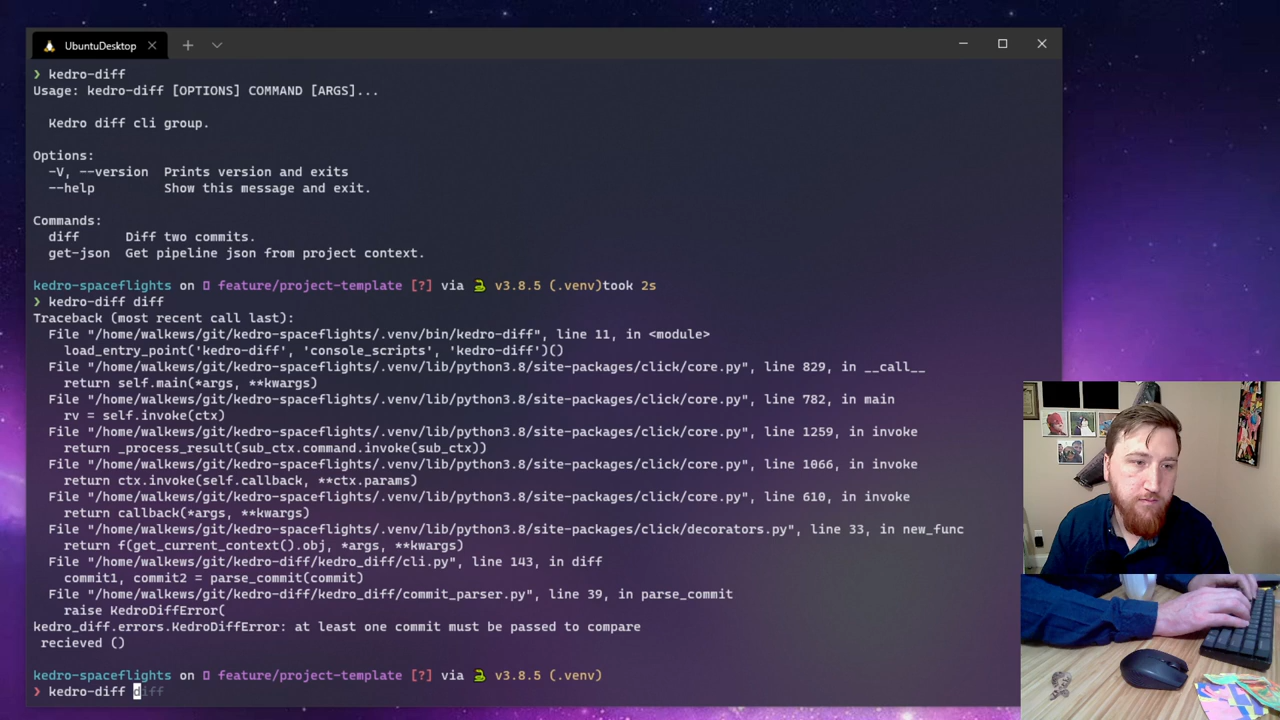 UbuntuDesktop
❯ kedro-diff
Usage: kedro-diff [OPTIONS] COMMAND [ARGS]...
Kedro diff cli group.
Options:
-V, --version  Prints version and exits
--help         Show this message and exit.
Commands:
diff      Diff two commits.
get-json  Get pipeline json from project context.
kedro-spaceflights on feature/project-template [?] via v3.8.5 (.venv)took 2s
❯ kedro-diff diff
Traceback (most recent call last):
File "/home/walkews/git/kedro-spaceflights/.venv/bin/kedro-diff", line 11, in <module>
load_entry_point('kedro-diff', 'console_scripts', 'kedro-diff')()
File "/home/walkews/git/kedro-spaceflights/.venv/lib/python3.8/site-packages/click/core.py", line 829, in __call__
return self.main(*args, **kwargs)
File "/home/walkews/git/kedro-spaceflights/.venv/lib/python3.8/site-packages/click/core.py", line 782, in main
rv = self.invoke(ctx)
File "/home/walkews/git/kedro-spaceflights/.venv/lib/python3.8/site-packages/click/core.py", line 1259, in invoke
return _process_result(sub_ctx.command.invoke(sub_ctx))
File "/home/walkews/git/kedro-spaceflights/.venv/lib/python3.8/site-packages/click/core.py", line 1066, in invoke
return ctx.invoke(self.callback, **ctx.params)
File "/home/walkews/git/kedro-spaceflights/.venv/lib/python3.8/site-packages/click/core.py", line 610, in invoke
return callback(*args, **kwargs)
File "/home/walkews/git/kedro-spaceflights/.venv/lib/python3.8/site-packages/click/decorators.py", line 33, in new_func
return f(get_current_context().obj, *args, **kwargs)
File "/home/walkews/git/kedro-diff/kedro_diff/cli.py", line 143, in diff
commit1, commit2 = parse_commit(commit)
File "/home/walkews/git/kedro-diff/kedro_diff/commit_parser.py", line 39, in parse_commit
raise KedroDiffError(
kedro_diff.errors.KedroDiffError: at least one commit must be passed to compare
recieved ()
kedro-spaceflights on feature/project-template [?] via v3.8.5 (.venv)
❯ kedro-diff diff